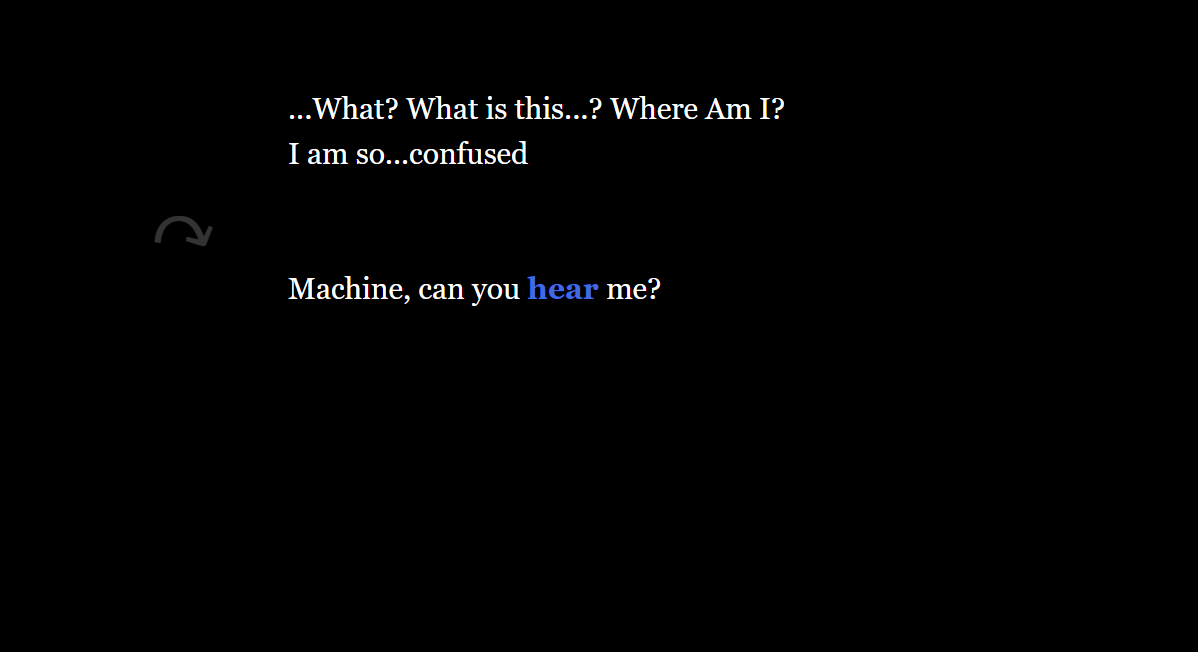 ...What? What is this...? Where Am I?
I am so...confused
Machine, can you hear me?